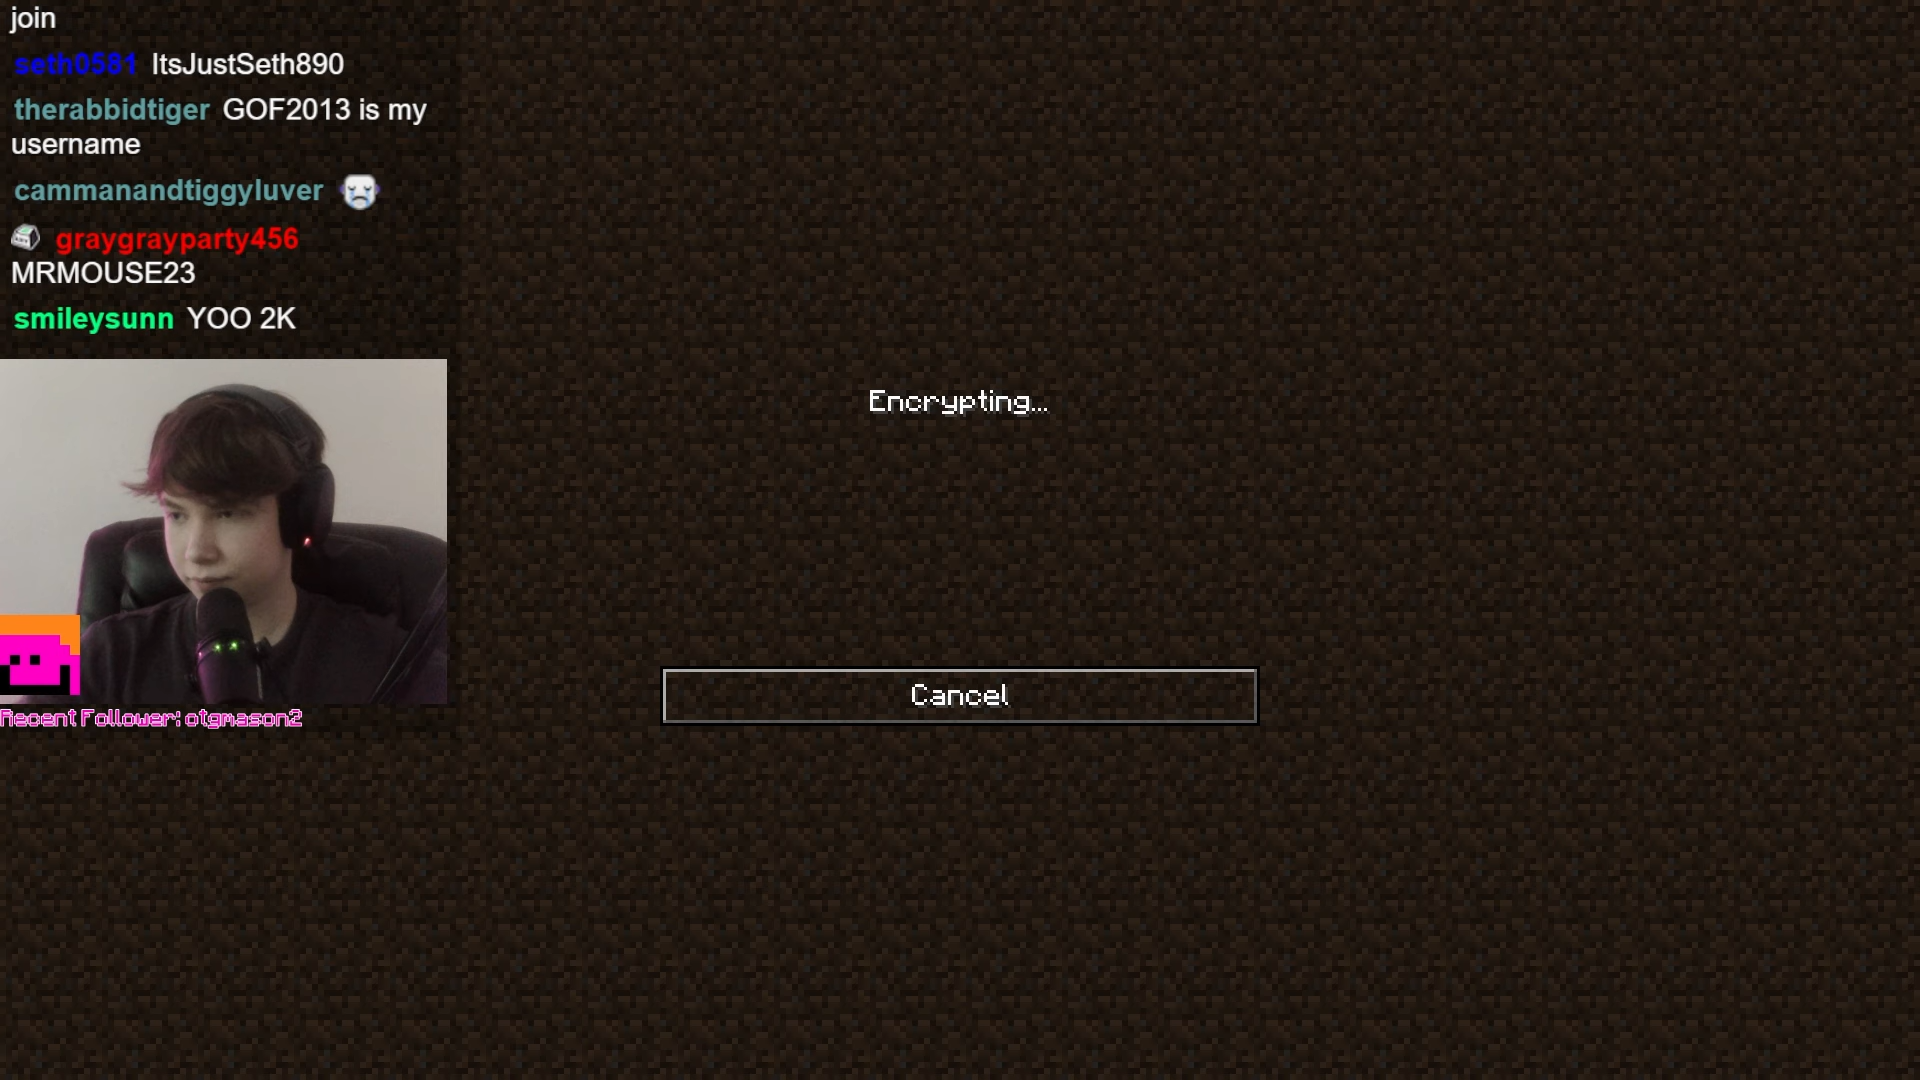 join
seth0581 ItsJustSeth890
therabbidtiger GOF2013 is my
username
cammanandtiggyluver
graygrayparty456
MRMOUSE23
smileysunn YOO 2K
Encrypting...
Cancel
Recent Follower: otgmason2